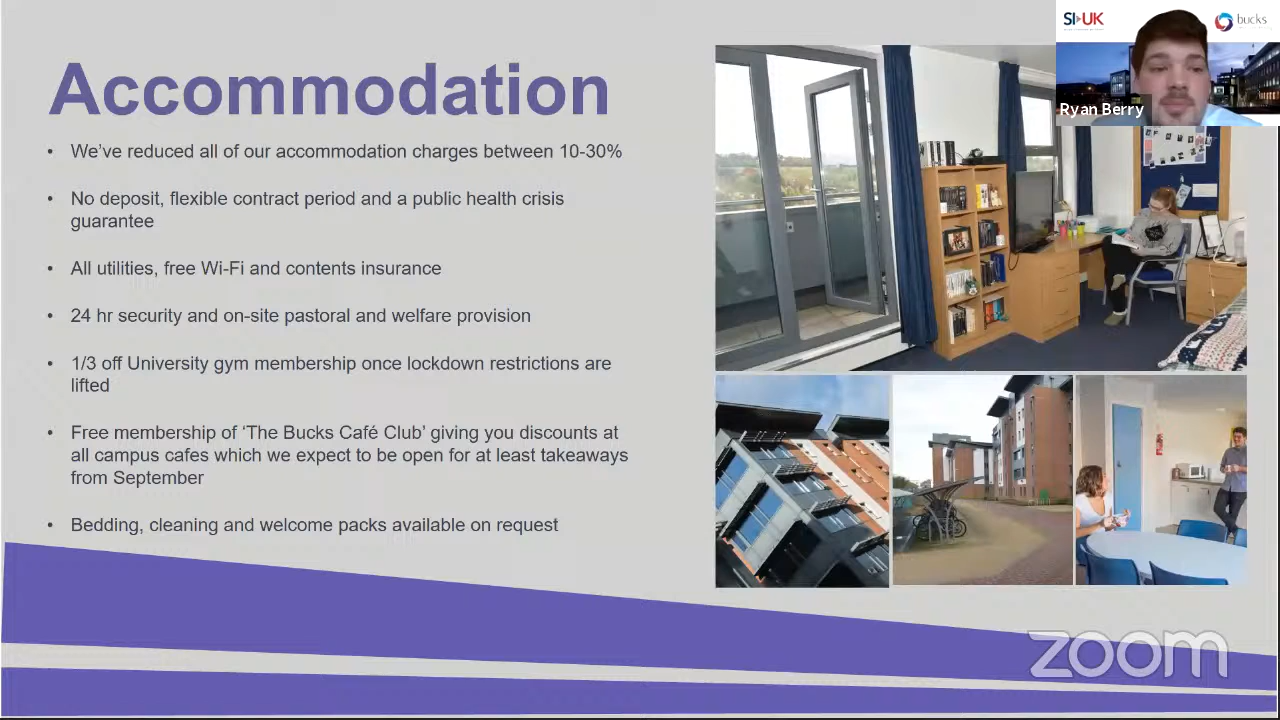 Accommodation
• We've reduced all of our accommodation charges between 10-30%
• No deposit, flexible contract period and a public health crisis
guarantee
• All utilities, free Wi-Fi and contents insurance
• 24 hr security and on-site pastoral and welfare provision
• 1/3 off University gym membership once lockdown restrictions are
lifted
• Free membership of ‘The Bucks Café Club’ giving you discounts at
all campus cafes which we expect to be open for at least takeaways
from September
• Bedding, cleaning and welcome packs available on request
SI-UK
bucks
Ryan Berry
zoom